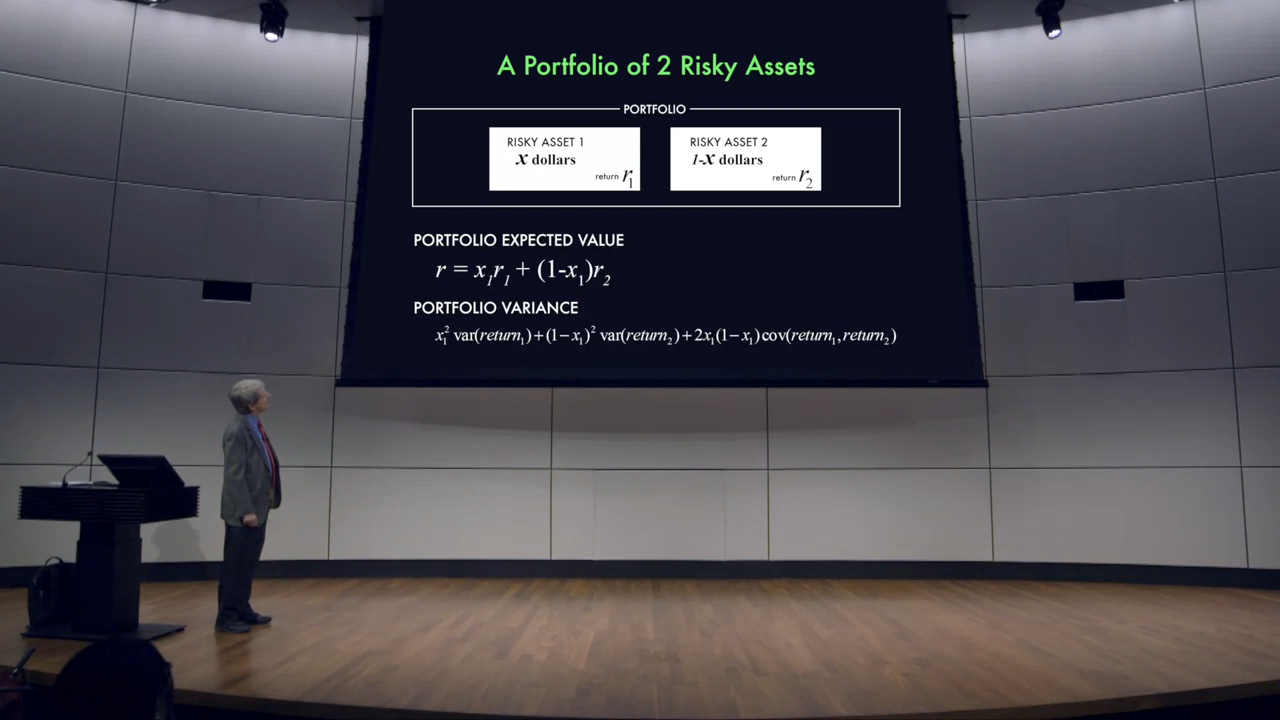 A Portfolio of 2 Risky Assets
PORTFOLIO
RISKY ASSET 1
x dollars
return r₁
RISKY ASSET 2
1-x dollars
return r₂
PORTFOLIO EXPECTED VALUE
r = x₁r₁ + (1-x₁)r₂
PORTFOLIO VARIANCE
x₁² var(return₁)+(1−x₁)² var(return₂)+2x₁(1−x₁)cov(return₁,return₂)